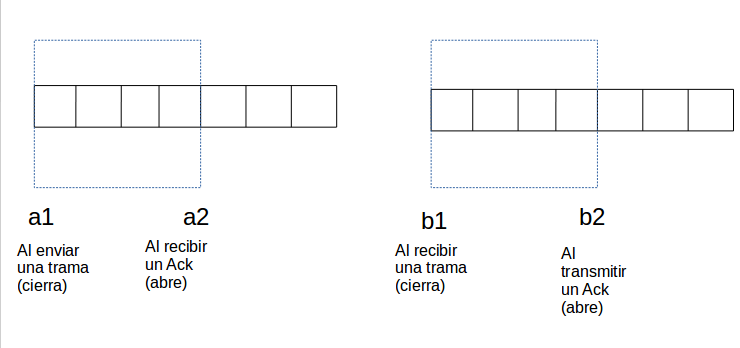 a1
a2
Al enviar
una trama
(cierra)
Al recibir
un Ack
(abre)
b1
b2
Al recibir
una trama
(cierra)
Al
transmitir
un Ack
(abre)